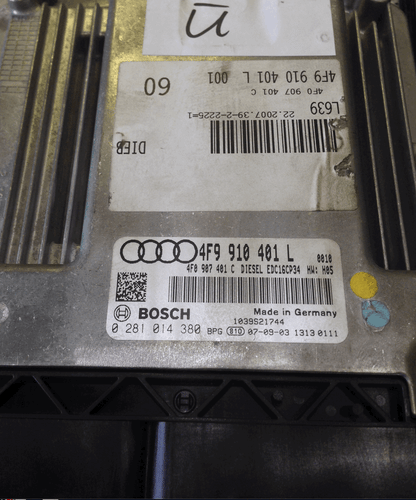 U
4F9 910 401 L 001
4F0 907 401 C
60
L639
22.2007.39-2-2225=1
DIEB
4F9 910 401 L 0010
4F0 907 401 C DIESEL EDC16CP34 HW: H05
BOSCH
Made in Germany
1039S21744
0 281 014 380 BPG 810 07-09-03 1313 0111